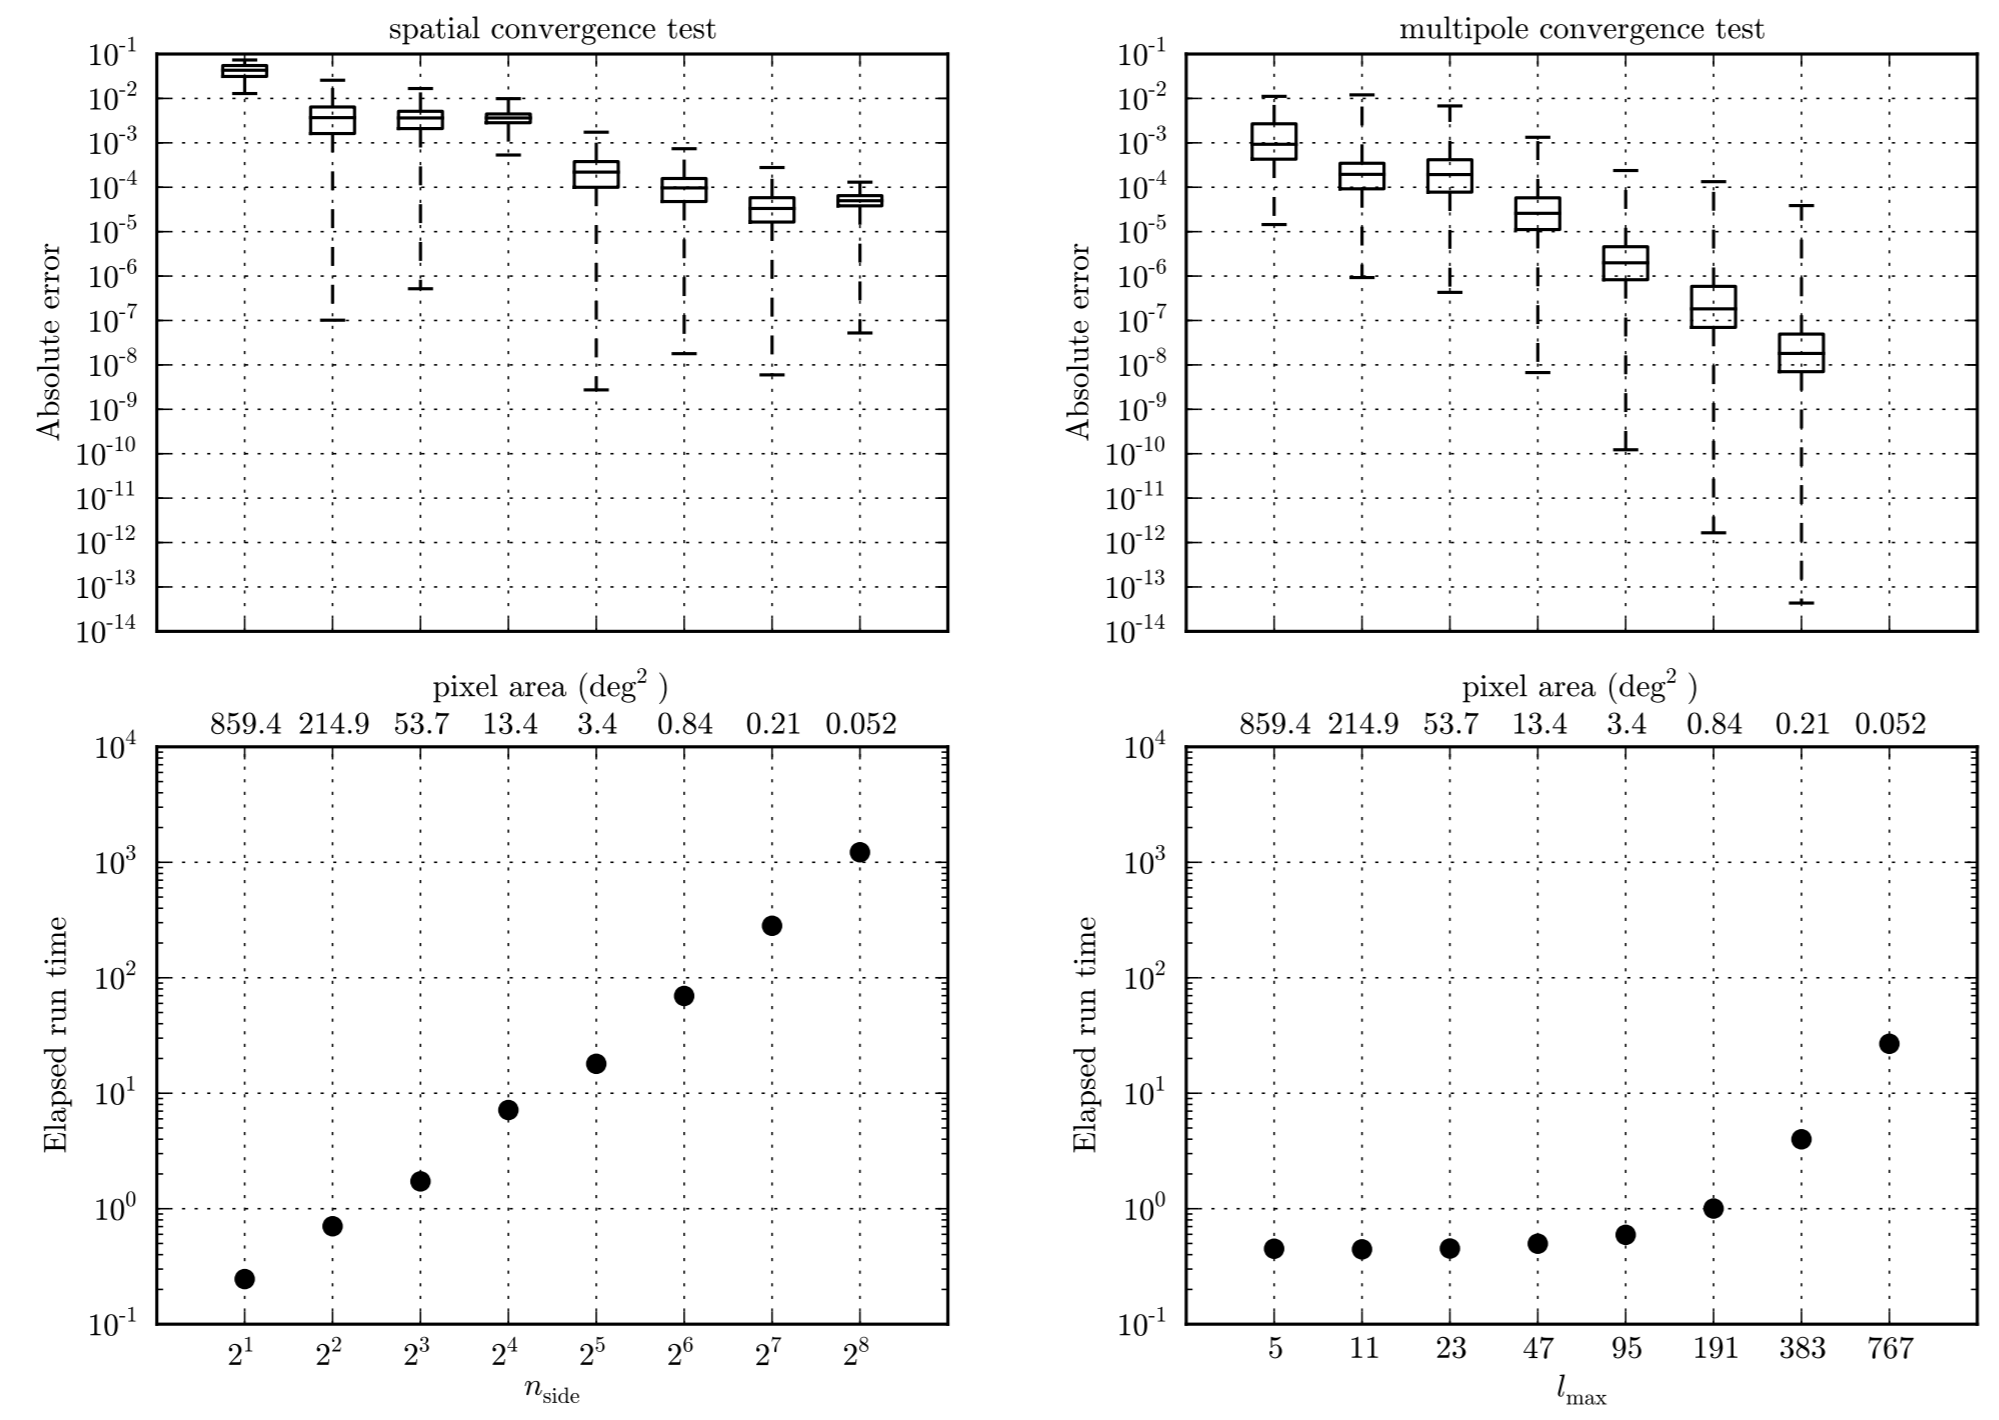 spatial convergence test
10^-1
10^-2
10^-3
10^-4
10^-5
10^-6
10^-7
10^-8
10^-9
10^-10
10^-11
10^-12
10^-13
10^-14
Absolute error
multipole convergence test
10^-1
10^-2
10^-3
10^-4
10^-5
10^-6
10^-7
10^-8
10^-9
10^-10
10^-11
10^-12
10^-13
10^-14
Absolute error
pixel area (deg^2 )
859.4 214.9 53.7 13.4 3.4 0.84 0.21 0.052
10^4
10^3
10^2
10^1
10^0
10^-1
Elapsed run time
2^1 2^2 2^3 2^4 2^5 2^6 2^7 2^8
n_side
pixel area (deg^2 )
859.4 214.9 53.7 13.4 3.4 0.84 0.21 0.052
10^4
10^3
10^2
10^1
10^0
10^-1
Elapsed run time
5 11 23 47 95 191 383 767
l_max